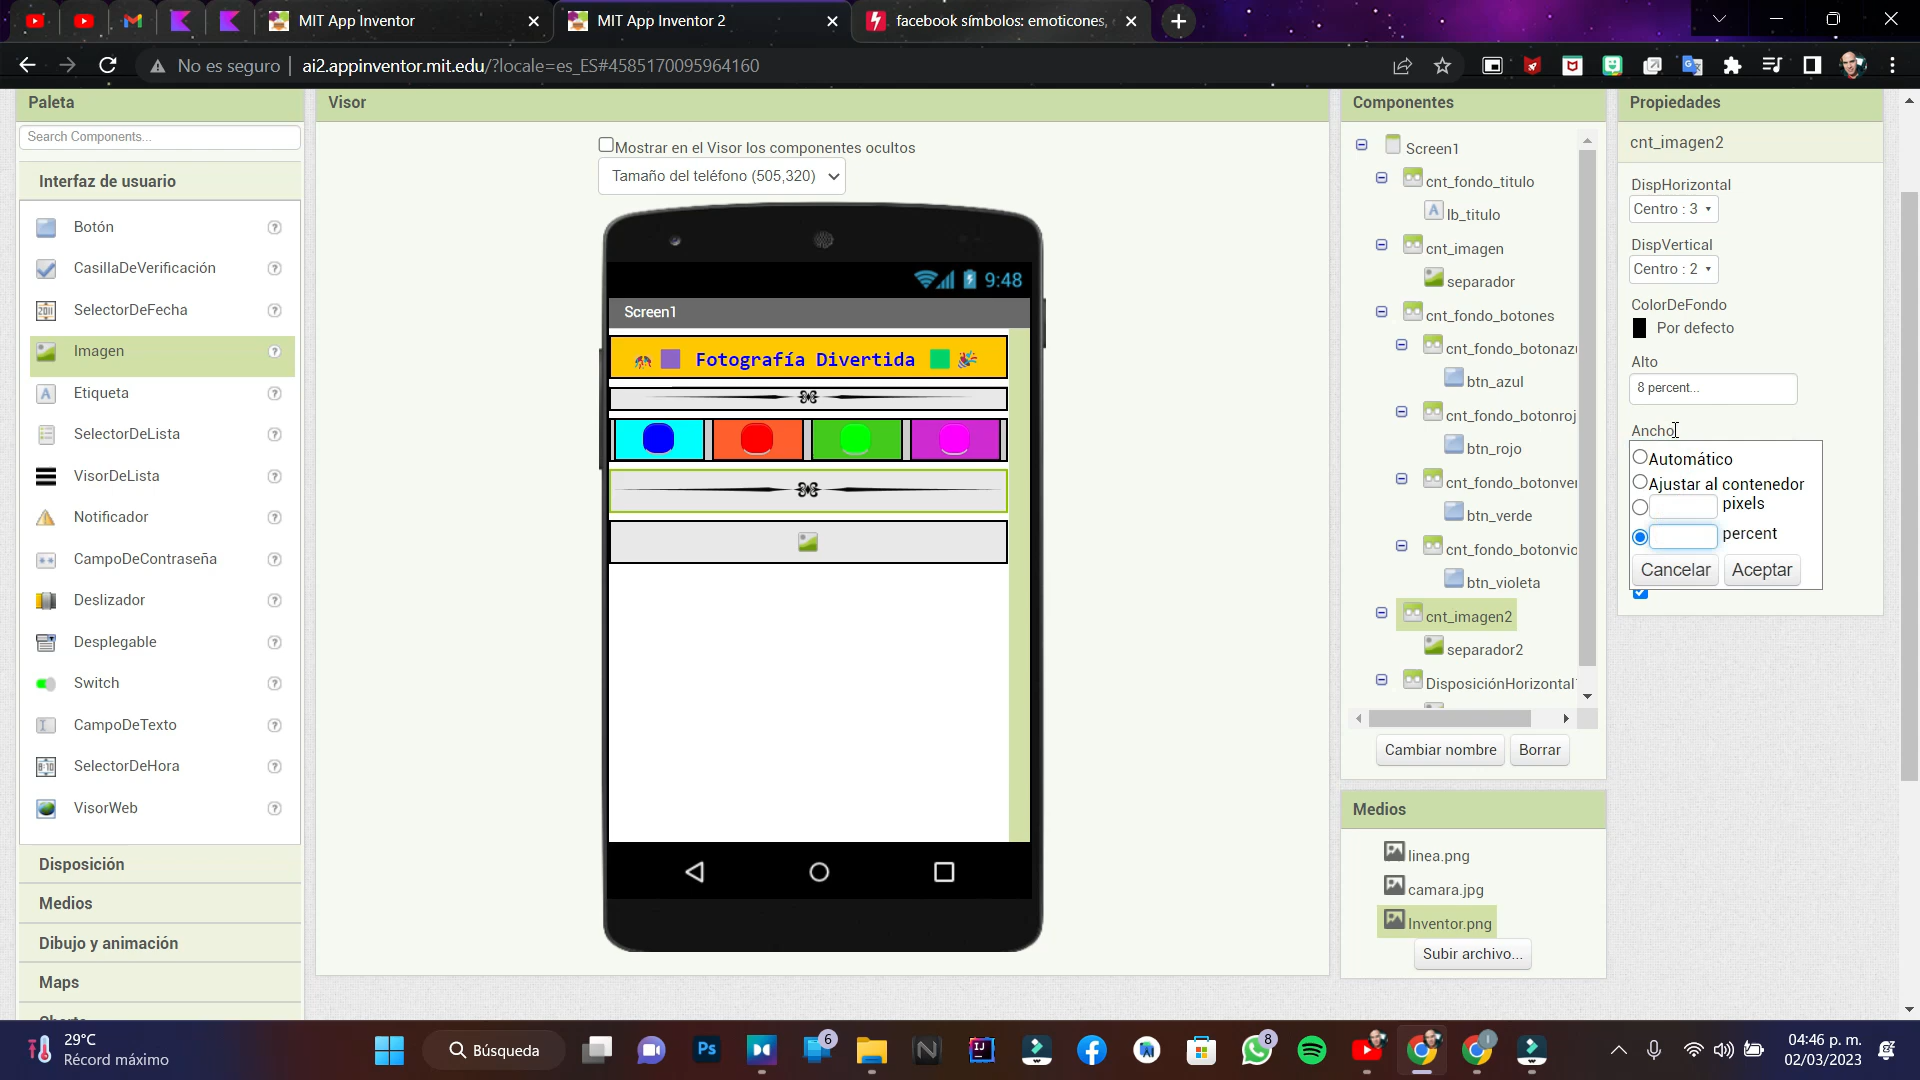 MIT App Inventor
MIT App Inventor 2
facebook símbolos: emoticones,
No es seguro
ai2.appinventor.mit.edu/?locale=es_ES#4585170095964160
Paleta
Search Components...
Interfaz de usuario
Botón
CasillaDeVerificación
SelectorDeFecha
Imagen
Etiqueta
SelectorDeLista
VisorDeLista
Notificador
CampoDeContraseña
Deslizador
Desplegable
Switch
CampoDeTexto
SelectorDeHora
VisorWeb
Disposición
Medios
Dibujo y animación
Maps
Visor
Mostrar en el Visor los componentes ocultos
Tamaño del teléfono (505,320)
9:48
Screen1
Fotografía Divertida
Componentes
Screen1
cnt_fondo_titulo
lb_titulo
cnt_imagen
separador
cnt_fondo_botones
cnt_fondo_botonazu
btn_azul
cnt_fondo_botonroj
btn_rojo
cnt_fondo_botonver
btn_verde
cnt_fondo_botonvio
btn_violeta
cnt_imagen2
separador2
DisposiciónHorizontal
Cambiar nombre
Borrar
Medios
linea.png
camara.jpg
Inventor.png
Subir archivo...
Propiedades
cnt_imagen2
DispHorizontal
Centro : 3
DispVertical
Centro : 2
ColorDeFondo
Por defecto
Alto
8 percent...
Ancho
Automático
Ajustar al contenedor
pixels
percent
Cancelar
Aceptar
29°C
Récord máximo
Búsqueda
6
8
04:46 p. m.
02/03/2023